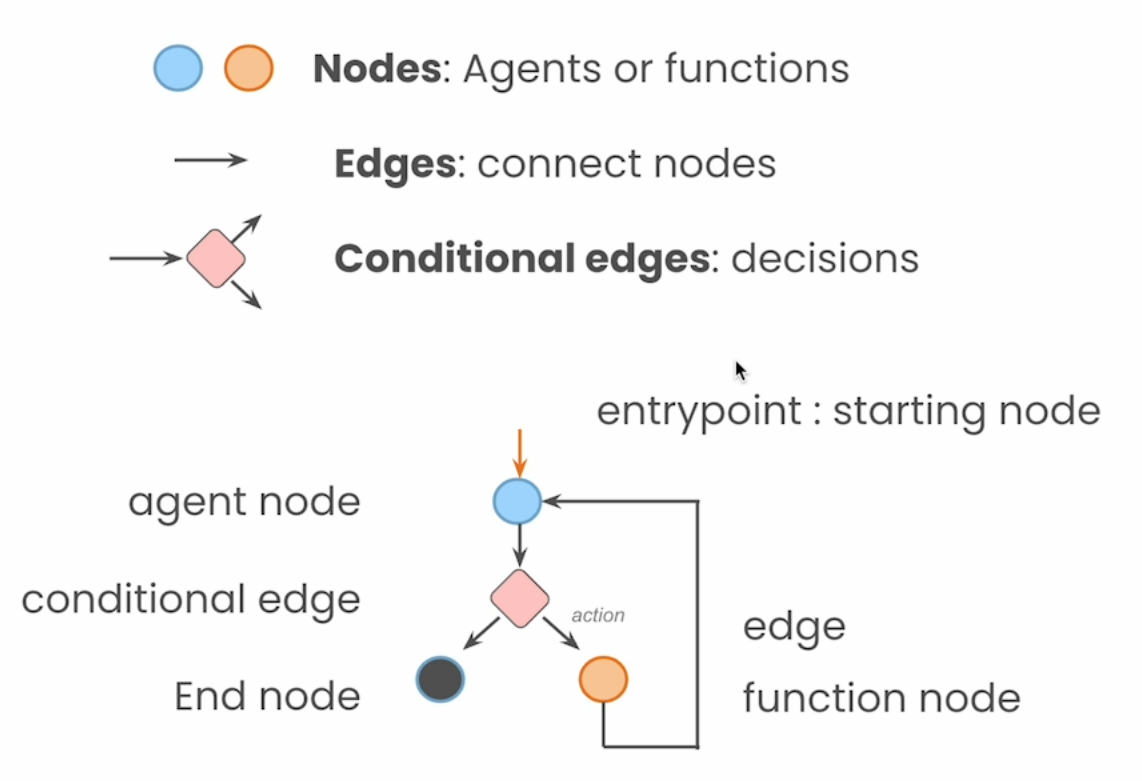 Nodes: Agents or functions
Edges: connect nodes
Conditional edges: decisions
entrypoint : starting node
agent node
conditional edge
action
edge
End node
function node